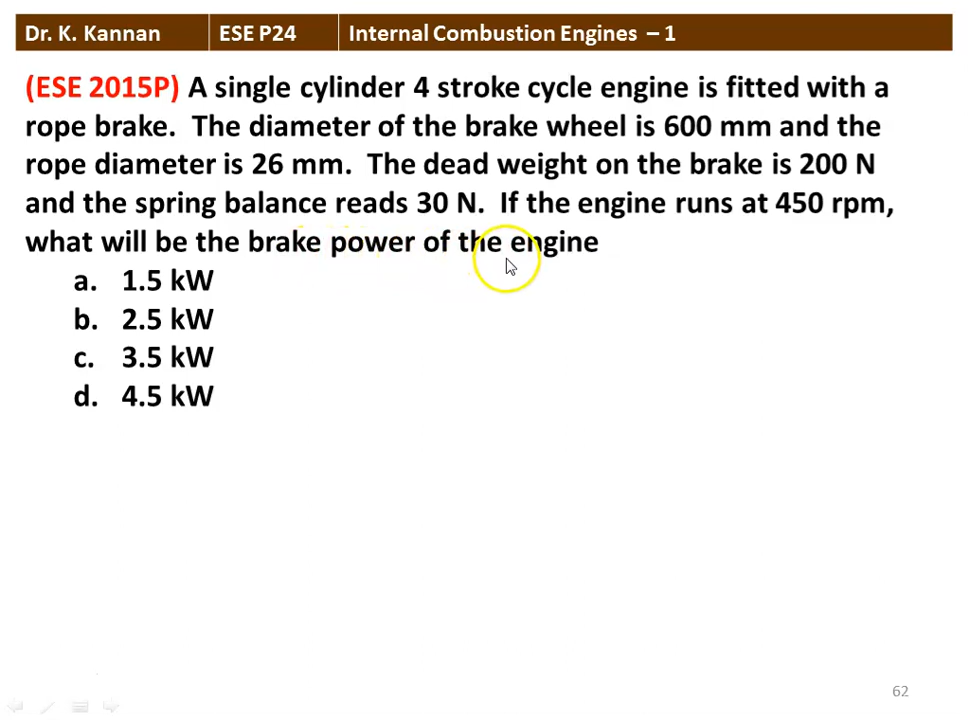 Dr. K. Kannan ESE P24 Internal Combustion Engines – 1
(ESE 2015P) A single cylinder 4 stroke cycle engine is fitted with a
rope brake. The diameter of the brake wheel is 600 mm and the
rope diameter is 26 mm. The dead weight on the brake is 200 N
and the spring balance reads 30 N. If the engine runs at 450 rpm,
what will be the brake power of the engine
a. 1.5 kW
b. 2.5 kW
c. 3.5 kW
d. 4.5 kW
62